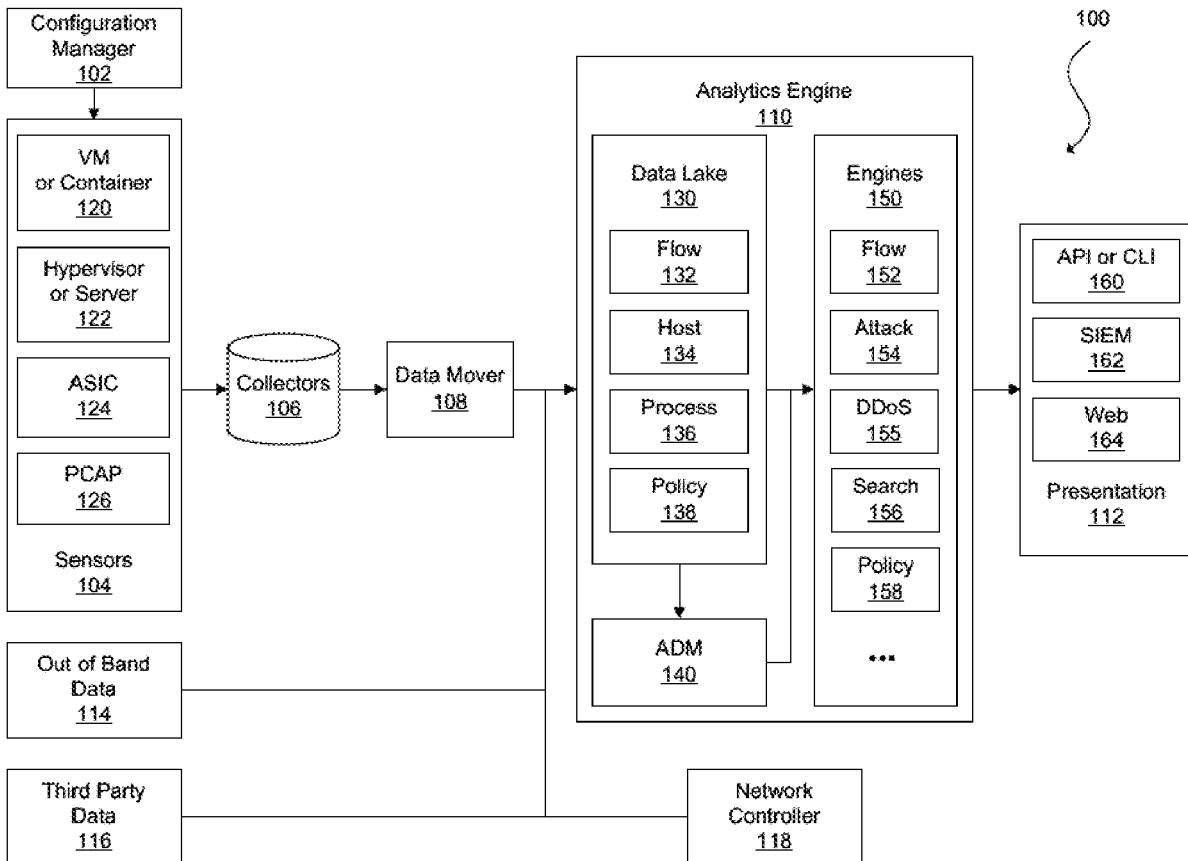 Configuration
Manager
102
100
VM
or Container
120
Hypervisor
or Server
122
ASIC
124
PCAP
126
Sensors
104
Collectors
106
Data Mover
108
Analytics Engine
110
Data Lake
130
Flow
132
Host
134
Process
136
Policy
138
ADM
140
Engines
150
Flow
152
Attack
154
DDoS
155
Search
156
Policy
158
...
API or CLI
160
SIEM
162
Web
164
Presentation
112
Out of Band
Data
114
Third Party
Data
116
Network
Controller
118